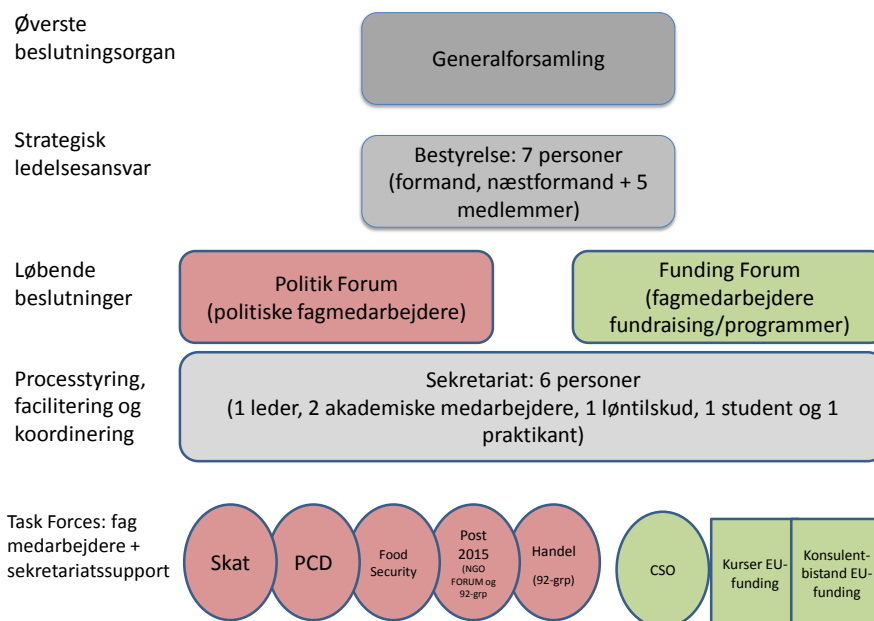 Øverste
beslutningsorgan
Generalforsamling
Strategisk
ledelsesansvar
Bestyrelse: 7 personer
(formand, næstformand + 5
medlemmer)
Løbende
beslutninger
Politik Forum
(politiske fagmedarbejdere)
Funding Forum
(fagmedarbejdere
fundraising/programmer)
Processtyring,
facilitering og
koordinering
Sekretariat: 6 personer
(1 leder, 2 akademiske medarbejdere, 1 løntilskud, 1 student og 1
praktikant)
Task Forces: fag
medarbejdere +
sekretariatssupport
Skat
PCD
Food
Security
Post
2015
(NGO
FORUM og
92-grp
Handel
(92-grp)
CSO
Kurser EU-
funding
Konsulent-
bistand EU-
funding